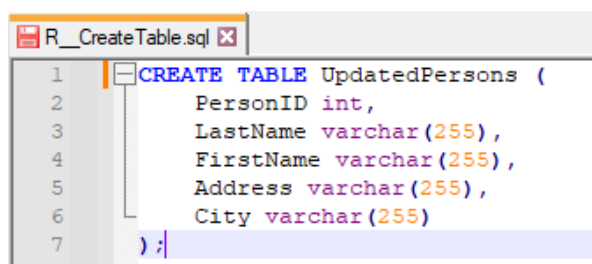 R__CreateTable.sql
1 CREATE TABLE UpdatedPersons (
2 PersonID int,
3 LastName varchar(255),
4 FirstName varchar(255),
5 Address varchar(255),
6 City varchar(255)
7 );